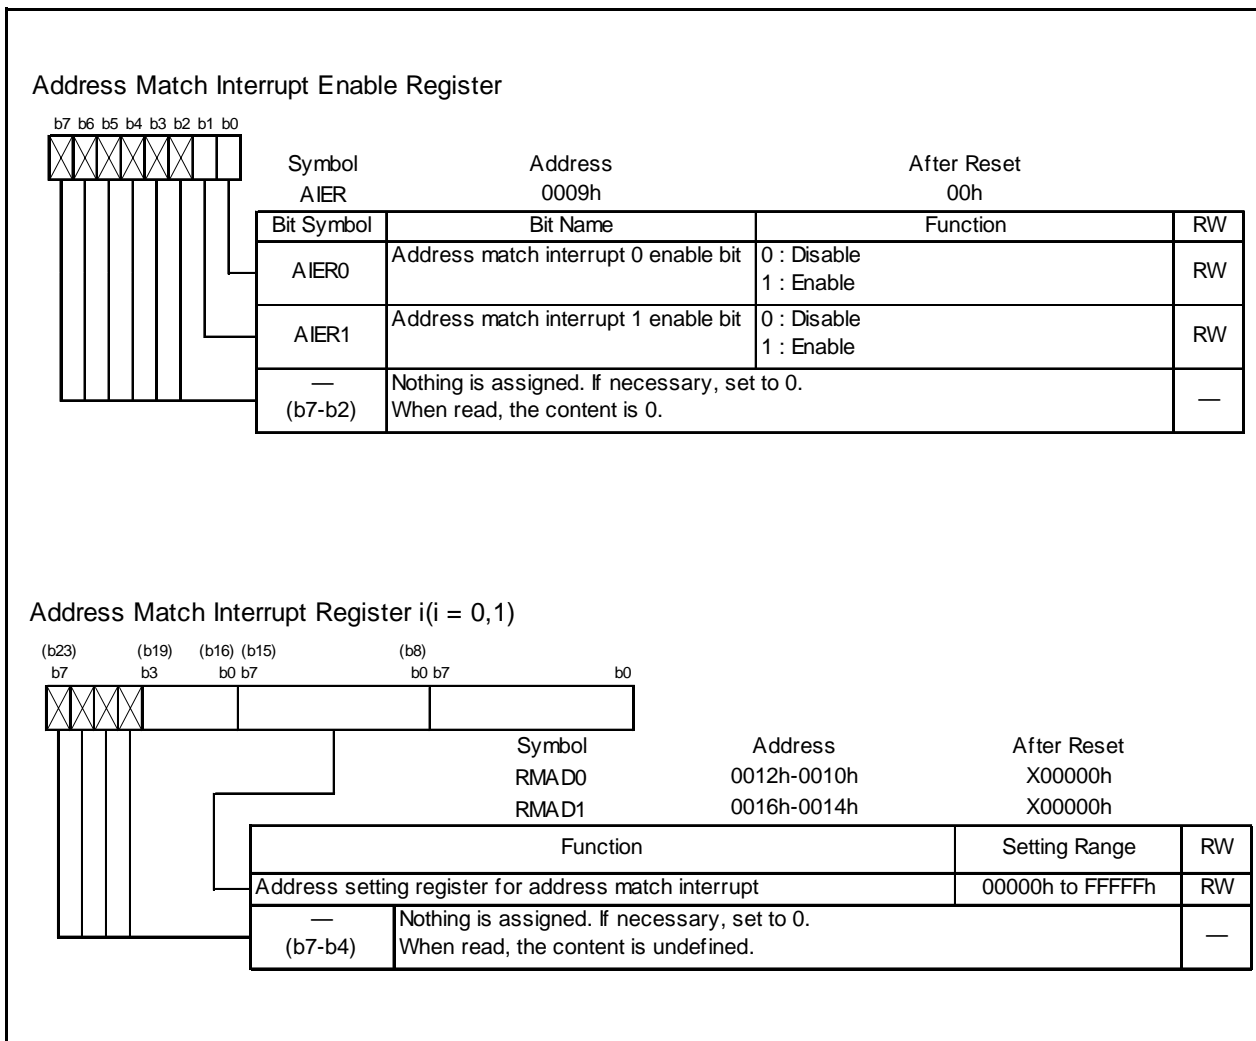 Address Match Interrupt Enable Register
b7 b6 b5 b4 b3 b2 b1 b0
Symbol Address After Reset
AIER 0009h 00h
Bit Symbol Bit Name Function RW
AIER0 Address match interrupt 0 enable bit 0 : Disable RW
1 : Enable
AIER1 Address match interrupt 1 enable bit 0 : Disable RW
1 : Enable
— Nothing is assigned. If necessary, set to 0. —
(b7-b2) When read, the content is 0.
Address Match Interrupt Register i(i = 0,1)
(b23) (b19) (b16) (b15) (b8)
b7 b3 b0 b7 b0 b7 b0
Symbol Address After Reset
RMAD0 0012h-0010h X00000h
RMAD1 0016h-0014h X00000h
Function Setting Range RW
Address setting register for address match interrupt 00000h to FFFFFh RW
— Nothing is assigned. If necessary, set to 0. —
(b7-b4) When read, the content is undefined.